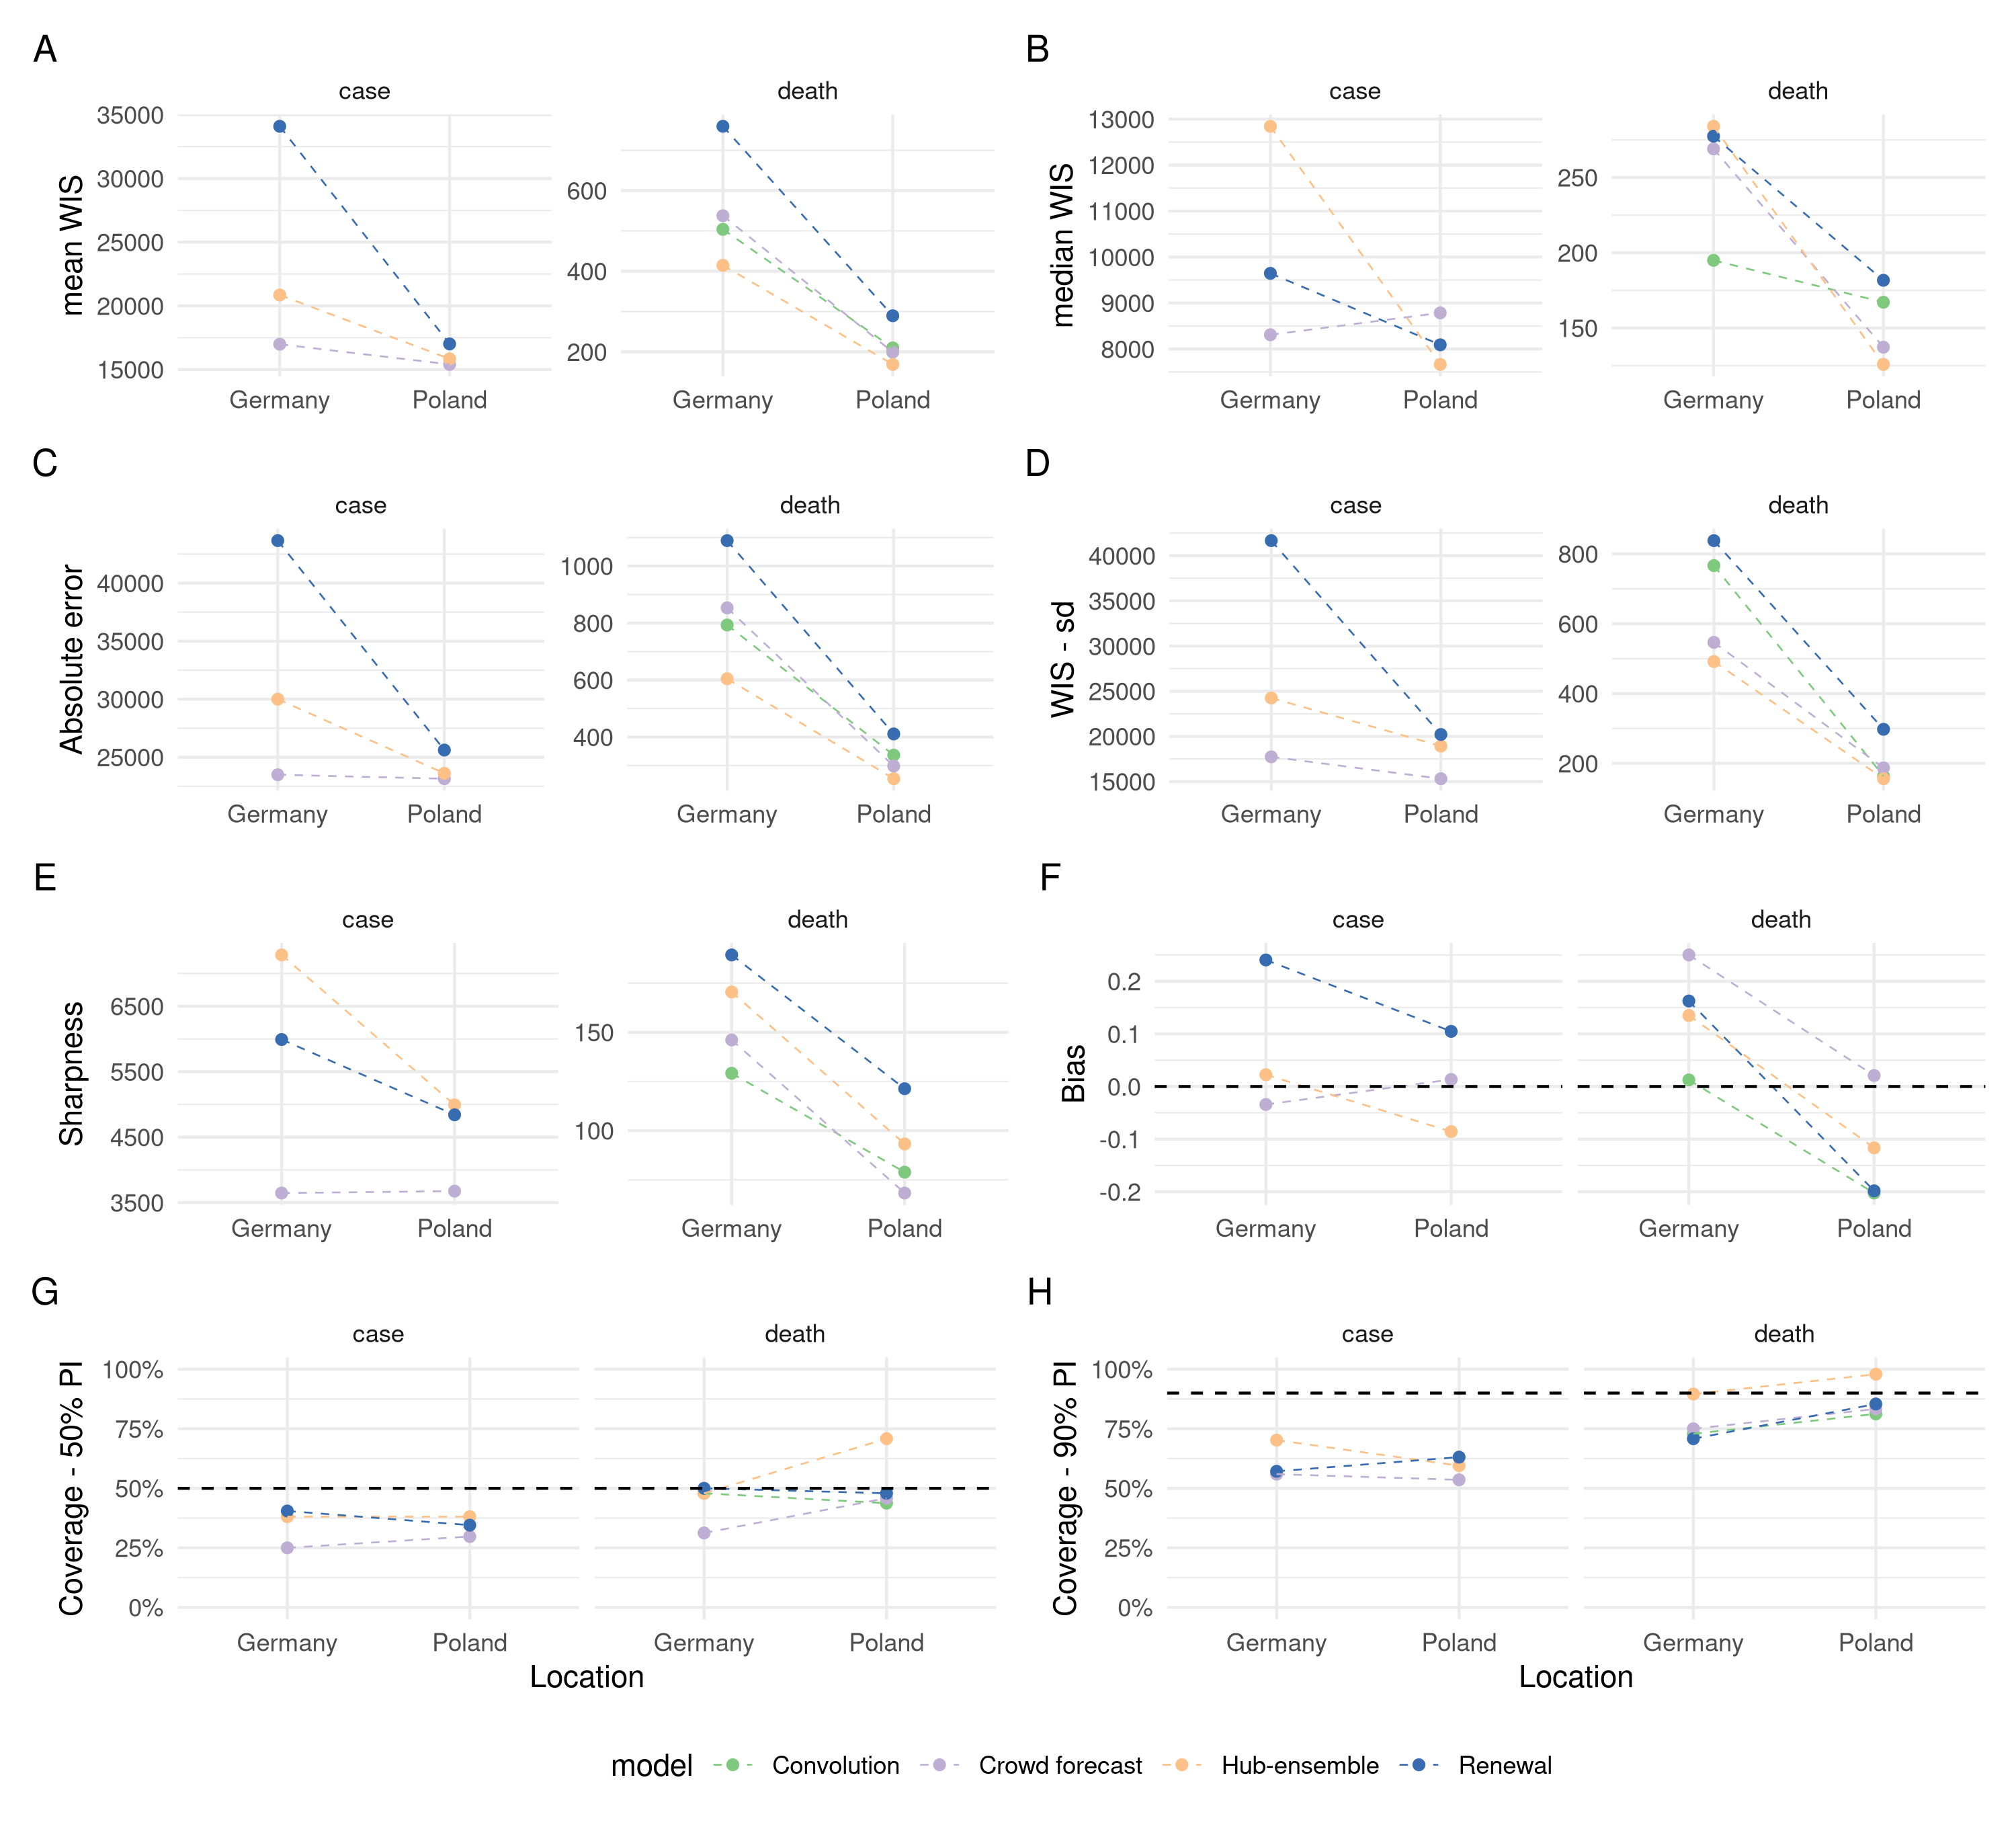 A
case
death
mean WIS
35000
30000
25000
20000
15000
600
400
200
Germany
Poland
Germany
Poland
B
case
death
median WIS
13000
12000
11000
10000
9000
8000
250
200
150
Germany
Poland
Germany
Poland
C
case
death
Absolute error
40000
35000
30000
25000
1000
800
600
400
Germany
Poland
Germany
Poland
D
case
death
WIS - sd
40000
35000
30000
25000
20000
15000
800
600
400
200
Germany
Poland
Germany
Poland
E
case
death
Sharpness
6500
5500
4500
3500
150
100
Germany
Poland
Germany
Poland
F
case
death
Bias
0.2
0.1
0.0
-0.1
-0.2
Germany
Poland
Germany
Poland
G
case
death
Coverage - 50% PI
100%
75%
50%
25%
0%
Germany
Poland
Germany
Poland
Location
H
case
death
Coverage - 90% PI
100%
75%
50%
25%
0%
Germany
Poland
Germany
Poland
Location
model Convolution Crowd forecast Hub-ensemble Renewal